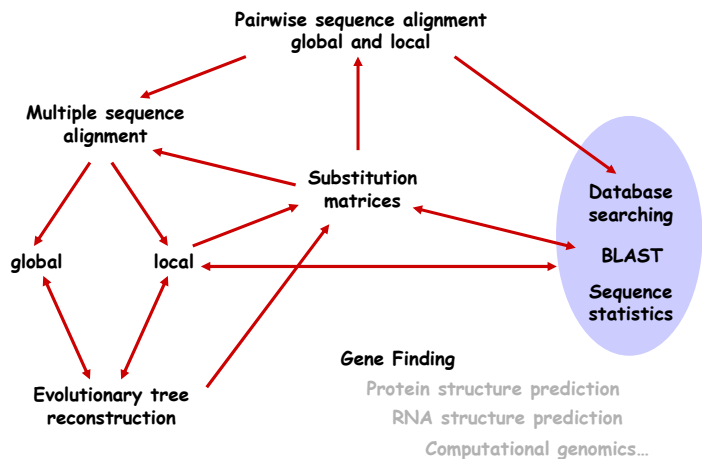 Pairwise sequence alignment
global and local
Multiple sequence
alignment
Substitution
matrices
Database
searching
global
local
BLAST
Sequence
statistics
Gene Finding
Evolutionary tree
reconstruction
Protein structure prediction
RNA structure prediction
Computational genomics…